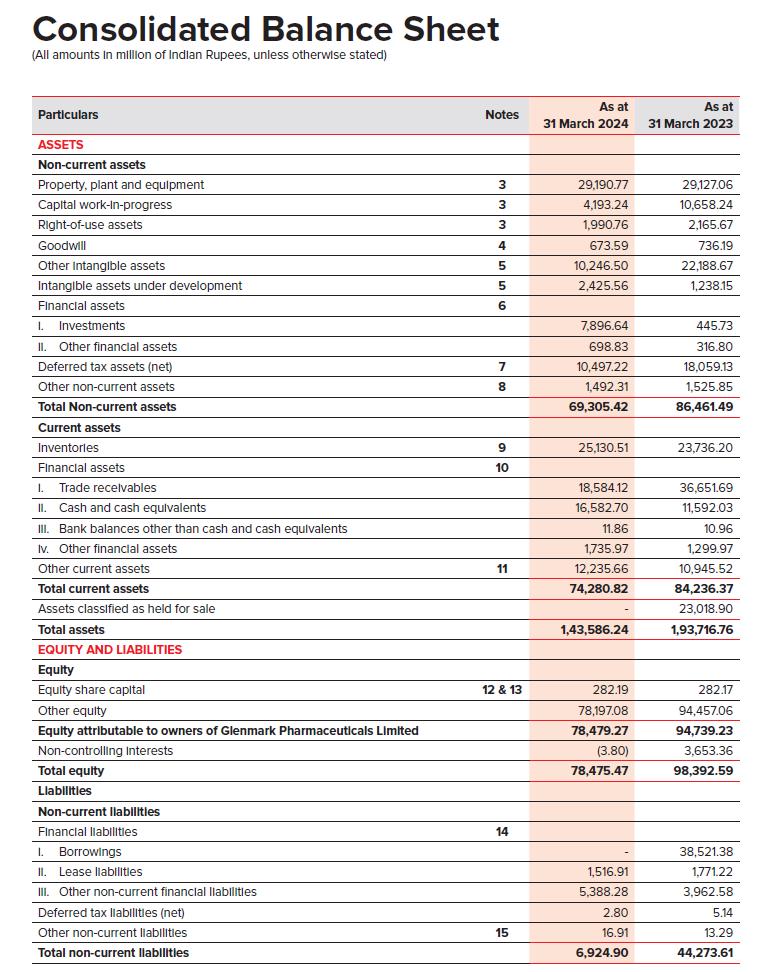 Consolidated Balance Sheet
(All amounts in million of Indian Rupees, unless otherwise stated)
Particulars Notes As at 31 March 2024 As at 31 March 2023
ASSETS
Non-current assets
Property, plant and equipment 3 29,190.77 29,127.06
Capital work-in-progress 3 4,193.24 10,658.24
Right-of-use assets 3 1,990.76 2,165.67
Goodwill 4 673.59 736.19
Other intangible assets 5 10,246.50 22,188.67
Intangible assets under development 5 2,425.56 1,238.15
Financial assets 6
i. Investments 7,896.64 445.73
ii. Other financial assets 698.83 316.80
Deferred tax assets (net) 7 10,497.22 18,059.13
Other non-current assets 8 1,492.31 1,525.85
Total Non-current assets 69,305.42 86,461.49
Current assets
Inventories 9 25,130.51 23,736.20
Financial assets 10
i. Trade receivables 18,584.12 36,651.69
ii. Cash and cash equivalents 16,582.70 11,592.03
iii. Bank balances other than cash and cash equivalents 11.86 10.96
iv. Other financial assets 1,735.97 1,299.97
Other current assets 11 12,235.66 10,945.52
Total current assets 74,280.82 84,236.37
Assets classified as held for sale - 23,018.90
Total assets 1,43,586.24 1,93,716.76
EQUITY AND LIABILITIES
Equity
Equity share capital 12 & 13 282.19 282.17
Other equity 78,197.08 94,457.06
Equity attributable to owners of Glenmark Pharmaceuticals Limited 78,479.27 94,739.23
Non-controlling interests (3.80) 3,653.36
Total equity 78,475.47 98,392.59
Liabilities
Non-current liabilities
Financial liabilities 14
i. Borrowings - 38,521.38
ii. Lease liabilities 1,516.91 1,771.22
iii. Other non-current financial liabilities 5,388.28 3,962.58
Deferred tax liabilities (net) 2.80 5.14
Other non-current liabilities 15 16.91 13.29
Total non-current liabilities 6,924.90 44,273.61